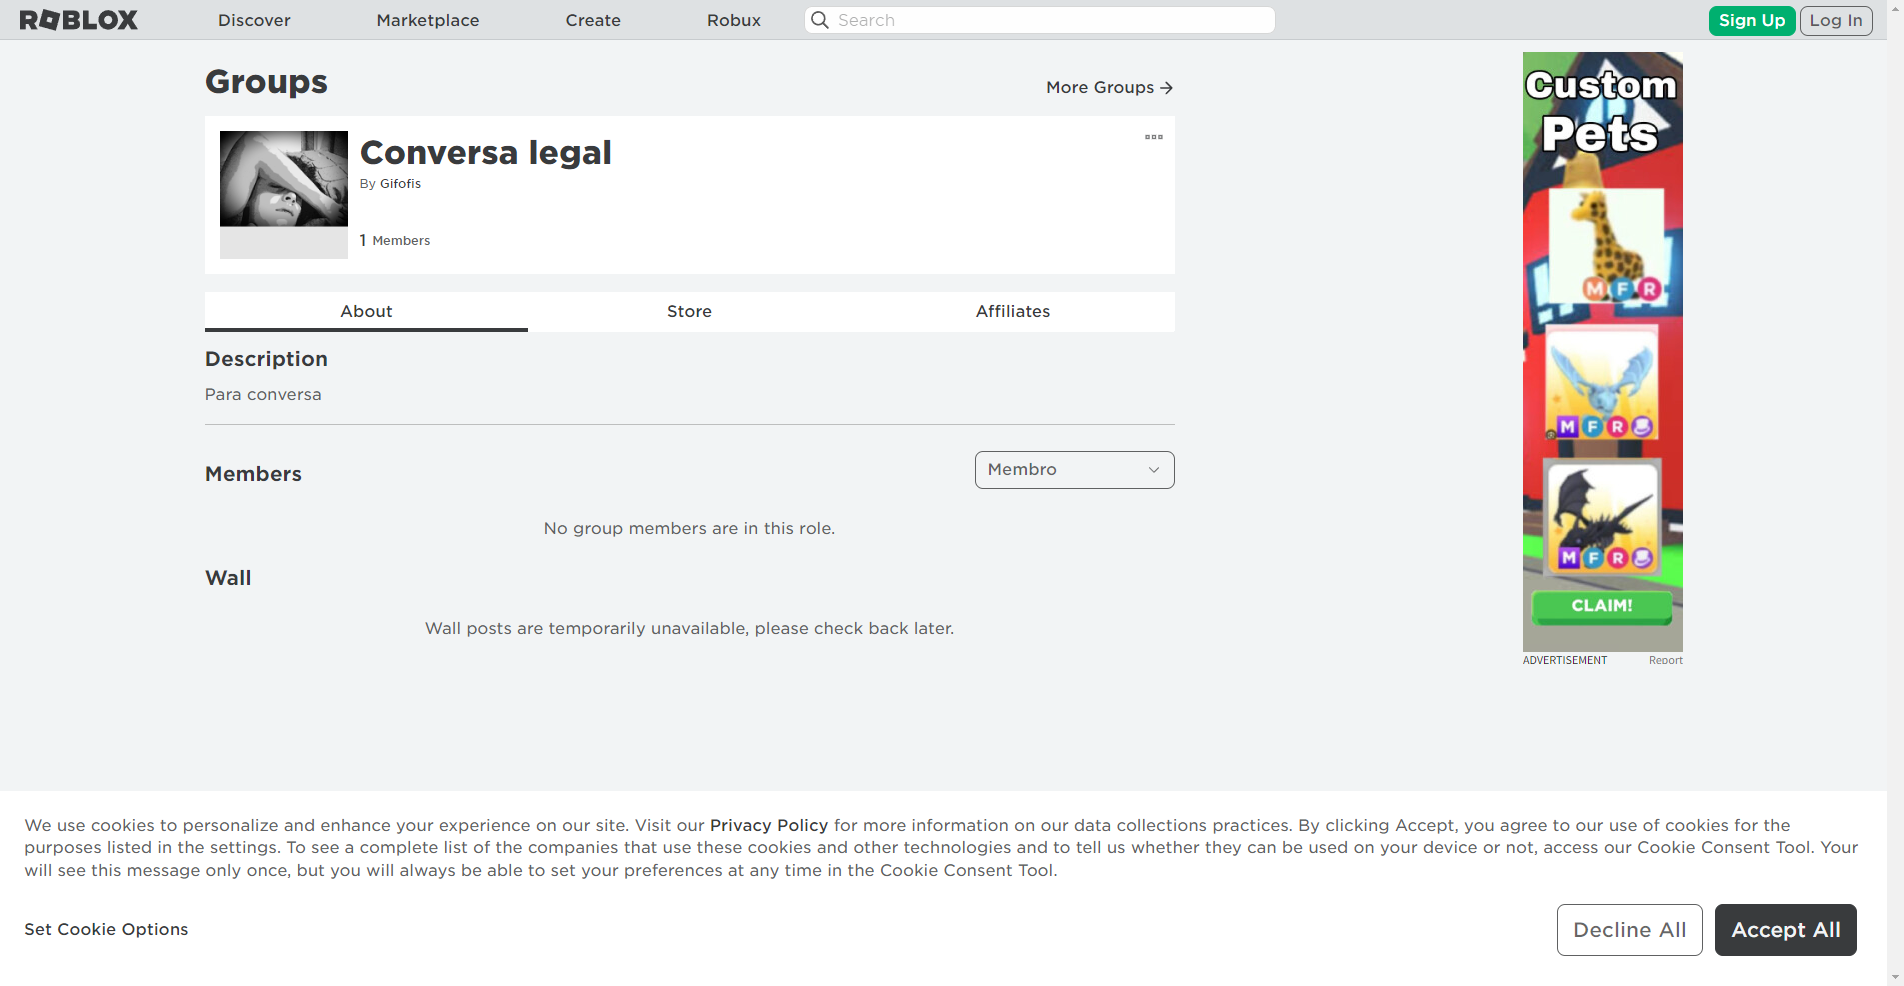 ROBLOX
Discover
Marketplace
Create
Robux
Search
Sign Up
Log In
Groups
More Groups
Conversa legal
By Gifofis
1 Members
About
Store
Affiliates
Description
Para conversa
Members
Membro
No group members are in this role.
Wall
Wall posts are temporarily unavailable, please check back later.
Custom
Pets
M F R
M F R
M F R
CLAIM!
ADVERTISEMENT
Report
We use cookies to personalize and enhance your experience on our site. Visit our Privacy Policy for more information on our data collections practices. By clicking Accept, you agree to our use of cookies for the
purposes listed in the settings. To see a complete list of the companies that use these cookies and other technologies and to tell us whether they can be used on your device or not, access our Cookie Consent Tool. Your
will see this message only once, but you will always be able to set your preferences at any time in the Cookie Consent Tool.
Set Cookie Options
Decline All
Accept All